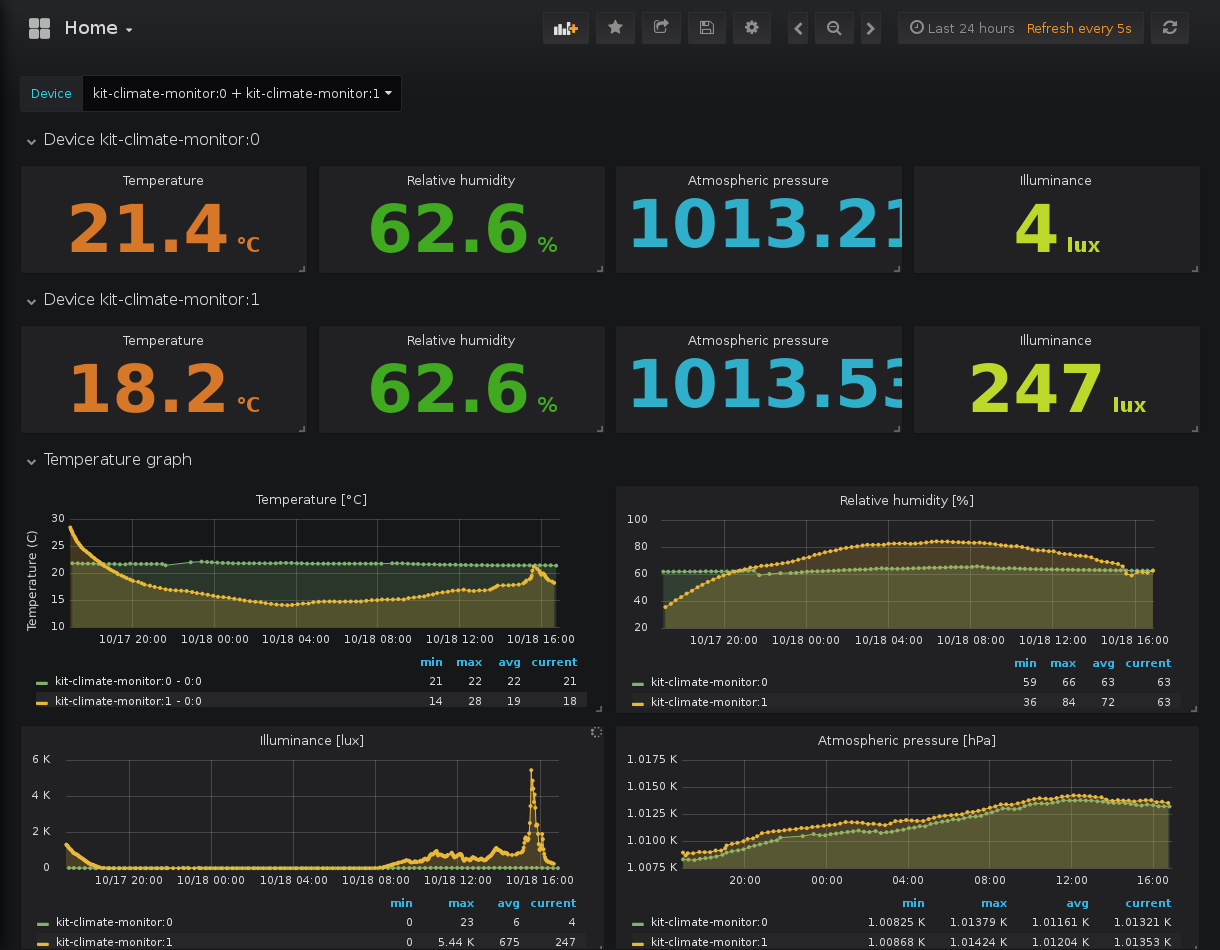 Home
Last 24 hours Refresh every 5s
Device kit-climate-monitor:0 + kit-climate-monitor:1
Device kit-climate-monitor:0
Temperature Relative humidity Atmospheric pressure Illuminance
21.4 °C 62.6 % 1013.21 4 lux
Device kit-climate-monitor:1
Temperature Relative humidity Atmospheric pressure Illuminance
18.2 °C 62.6 % 1013.53 247 lux
Temperature graph
Temperature [°C]
Temperature (C)
30
25
20
15
10
10/17 20:00 10/18 00:00 10/18 04:00 10/18 08:00 10/18 12:00 10/18 16:00
min max avg current
kit-climate-monitor:0 - 0:0 21 22 22 21
kit-climate-monitor:1 - 0:0 14 28 19 18
Relative humidity [%]
100
80
60
40
20
10/17 20:00 10/18 00:00 10/18 04:00 10/18 08:00 10/18 12:00 10/18 16:00
min max avg current
kit-climate-monitor:0 59 66 63 63
kit-climate-monitor:1 36 84 72 63
Illuminance [lux]
6 K
4 K
2 K
0
10/17 20:00 10/18 00:00 10/18 04:00 10/18 08:00 10/18 12:00 10/18 16:00
min max avg current
kit-climate-monitor:0 0 23 6 4
kit-climate-monitor:1 0 5.44 K 675 247
Atmospheric pressure [hPa]
1.0175 K
1.0150 K
1.0125 K
1.0100 K
1.0075 K
20:00 00:00 04:00 08:00 12:00 16:00
min max avg current
kit-climate-monitor:0 1.00825 K 1.01379 K 1.01161 K 1.01321 K
kit-climate-monitor:1 1.00868 K 1.01424 K 1.01204 K 1.01353 K